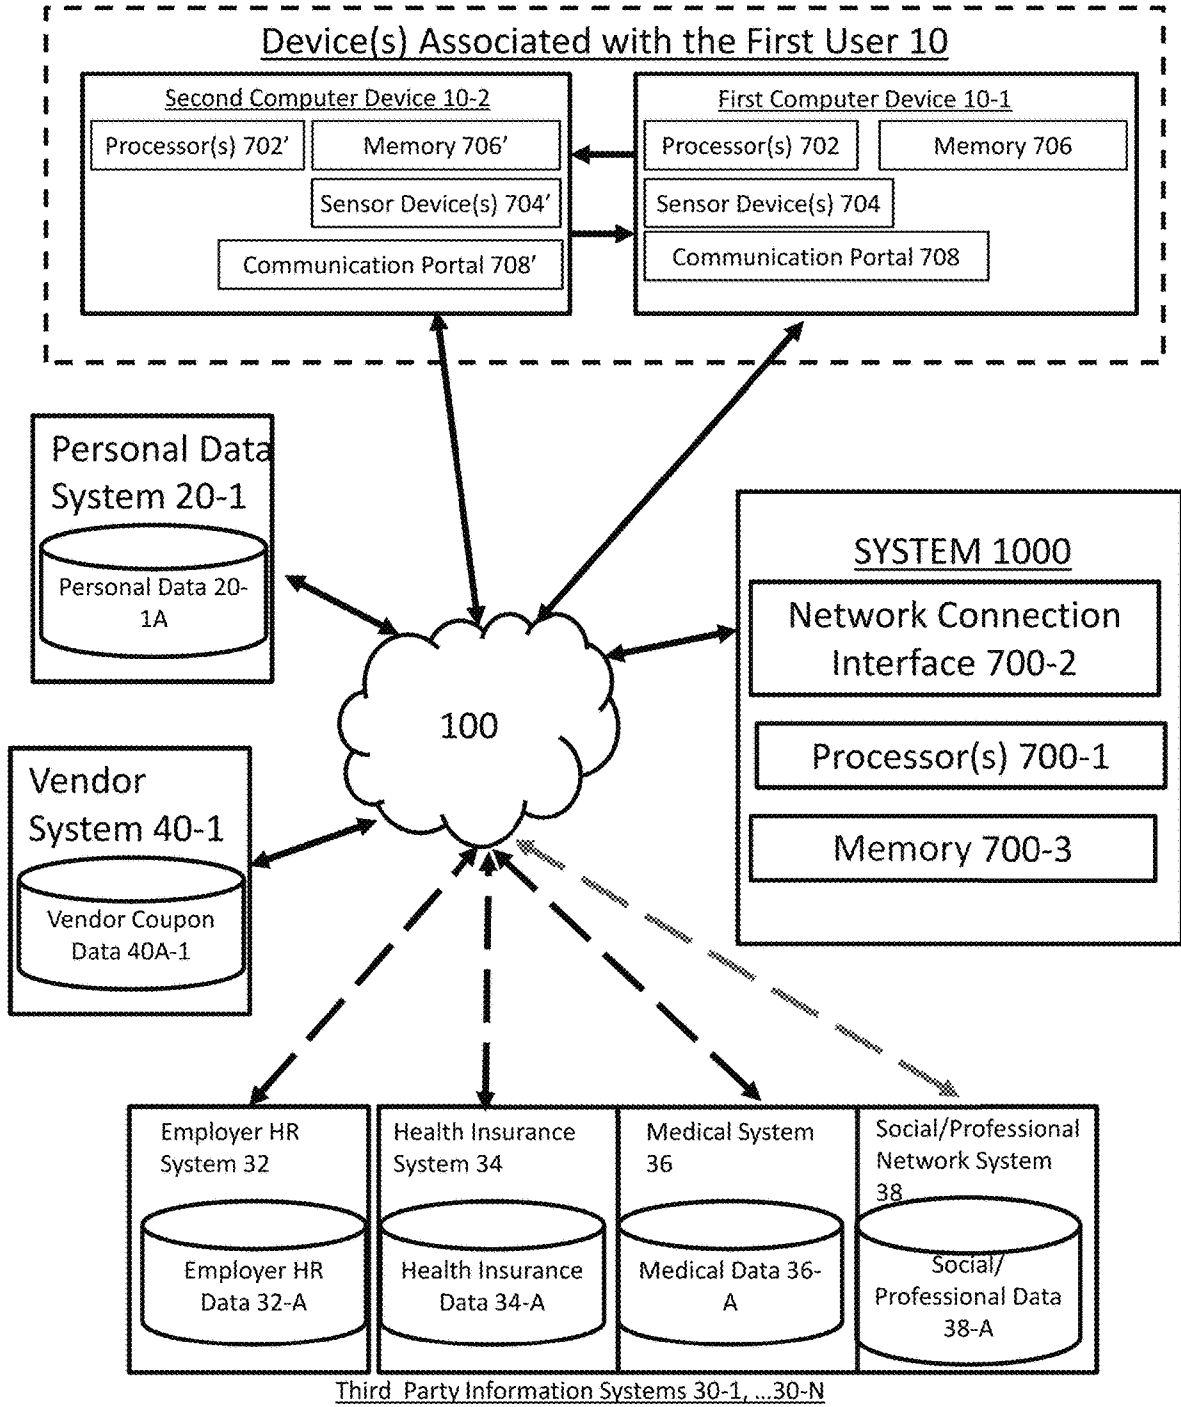 Device(s) Associated with the First User 10
Second Computer Device 10-2
Processor(s) 702’
Memory 706’
Sensor Device(s) 704’
Communication Portal 708’
First Computer Device 10-1
Processor(s) 702
Memory 706
Sensor Device(s) 704
Communication Portal 708
Personal Data
System 20-1
Personal Data 20-
1A
SYSTEM 1000
Network Connection
Interface 700-2
Processor(s) 700-1
Memory 700-3
100
Vendor
System 40-1
Vendor Coupon
Data 40A-1
Employer HR
System 32
Employer HR
Data 32-A
Health Insurance
System 34
Health Insurance
Data 34-A
Medical System
36
Medical Data 36-
A
Social/Professional
Network System
38
Social/
Professional Data
38-A
Third Party Information Systems 30-1, ...30-N